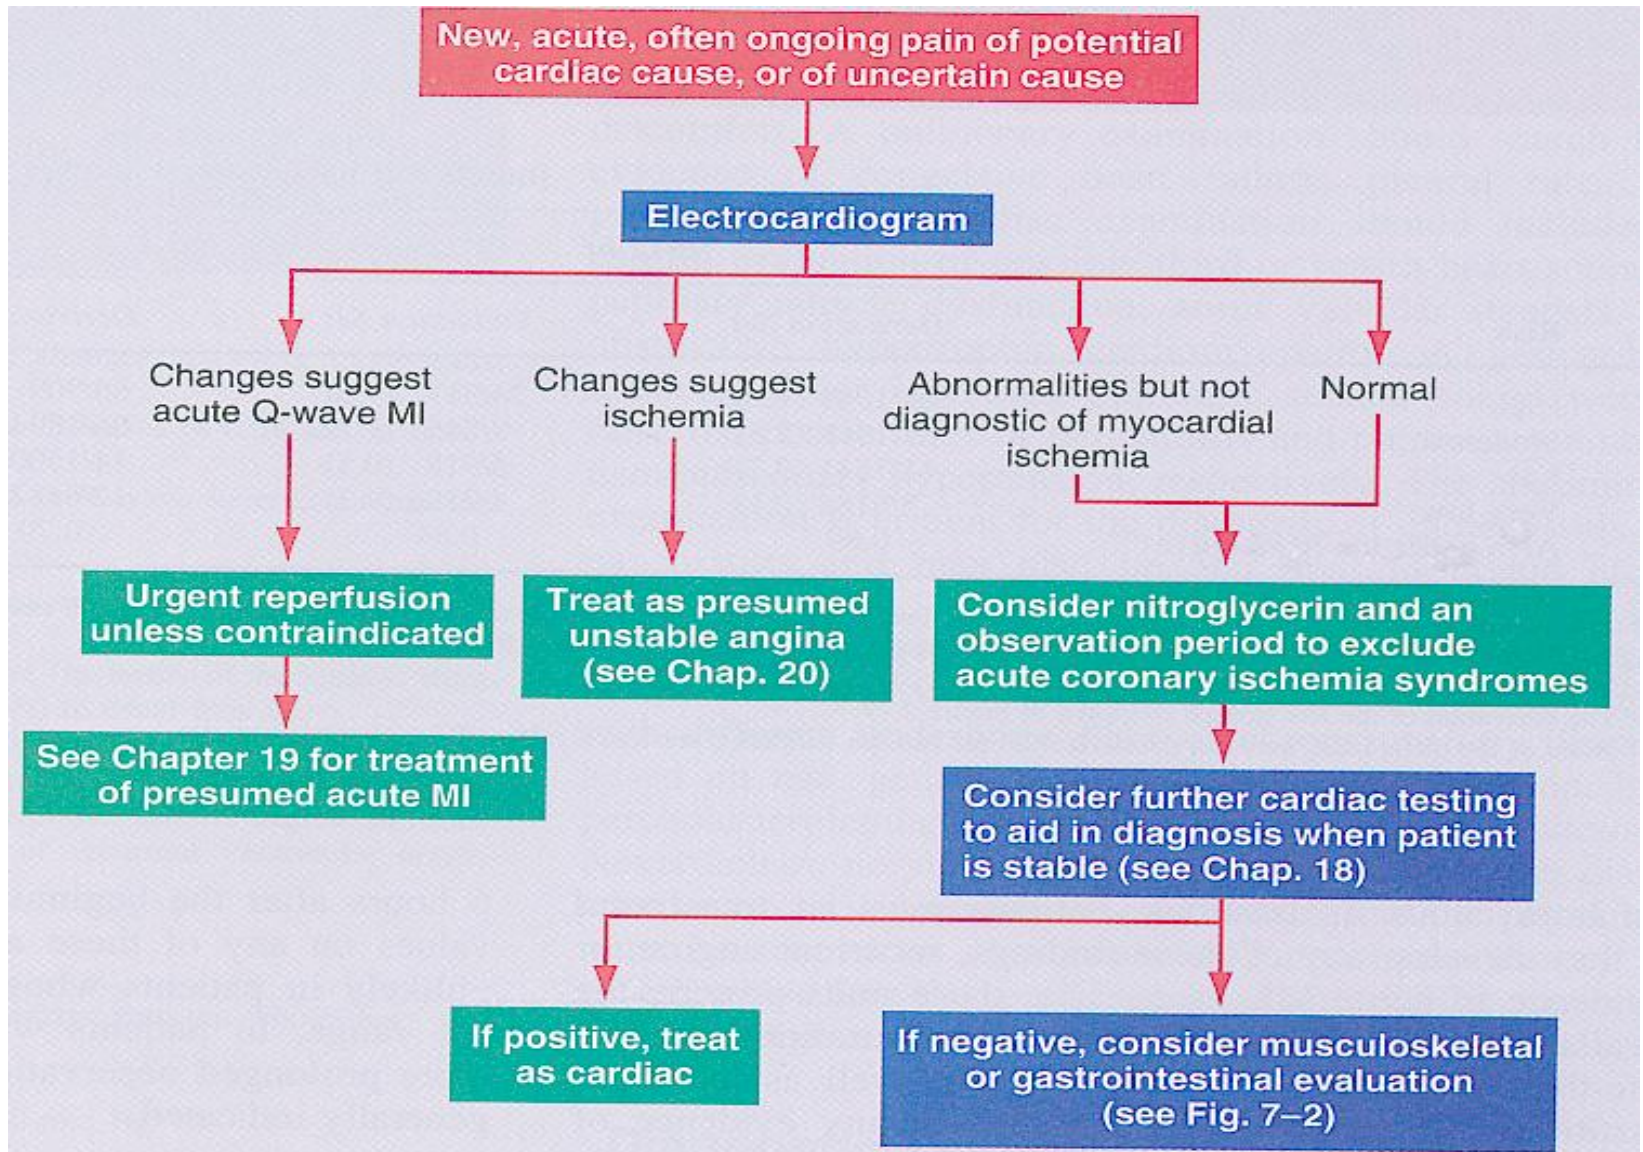 New, acute, often ongoing pain of potential
cardiac cause, or of uncertain cause
Electrocardiogram
Changes suggest
acute Q-wave MI
Changes suggest
ischemia
Abnormalities but not
diagnostic of myocardial
ischemia
Normal
Urgent reperfusion
unless contraindicated
Treat as presumed
unstable angina
(see Chap. 20)
Consider nitroglycerin and an
observation period to exclude
acute coronary ischemia syndromes
See Chapter 19 for treatment
of presumed acute MI
Consider further cardiac testing
to aid in diagnosis when patient
is stable (see Chap. 18)
If positive, treat
as cardiac
If negative, consider musculoskeletal
or gastrointestinal evaluation
(see Fig. 7–2)